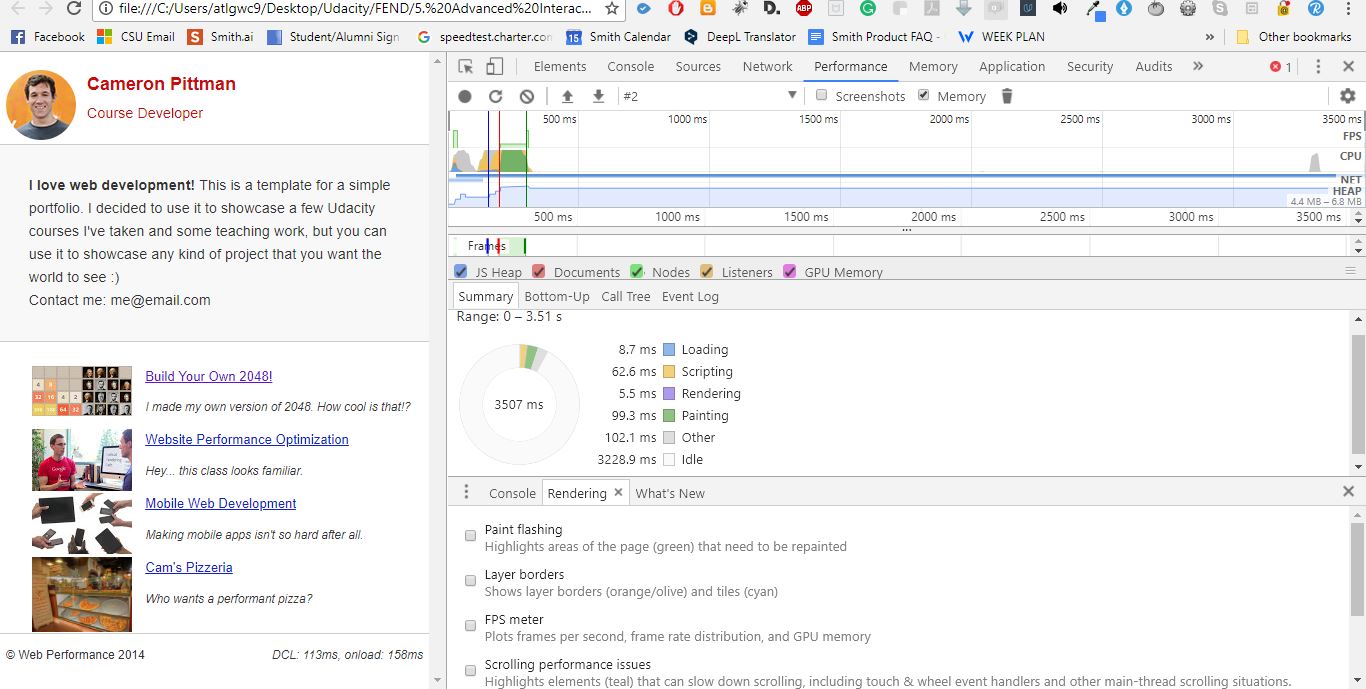 file:///C:/Users/atlgwc9/Desktop/Udacity/FEND/5.%20Advanced%20Interac...
Facebook CSU Email Smith.ai Student/Alumni Sign speedtest.charter.com Smith Calendar DeepL Translator Smith Product FAQ - WEEK PLAN » Other bookmarks
Cameron Pittman
Course Developer
I love web development! This is a template for a simple
portfolio. I decided to use it to showcase a few Udacity
courses I've taken and some teaching work, but you can
use it to showcase any kind of project that you want the
world to see :)
Contact me: me@email.com
Build Your Own 2048!
I made my own version of 2048. How cool is that!?
Website Performance Optimization
Hey... this class looks familiar.
Mobile Web Development
Making mobile apps isn't so hard after all.
Cam's Pizzeria
Who wants a performant pizza?
© Web Performance 2014 DCL: 113ms, onload: 156ms
Elements Console Sources Network Performance Memory Application Security Audits » 1
#2 Screenshots Memory
500 ms 1000 ms 1500 ms 2000 ms 2500 ms 3000 ms 3500 ms
FPS
CPU
NET
HEAP
4.4 MB – 6.8 MB
500 ms 1000 ms 1500 ms 2000 ms 2500 ms 3000 ms 3500 ms
...
Frames
JS Heap Documents Nodes Listeners GPU Memory
Summary Bottom-Up Call Tree Event Log
Range: 0 – 3.51 s
3507 ms
8.7 ms Loading
62.6 ms Scripting
5.5 ms Rendering
99.3 ms Painting
102.1 ms Other
3228.9 ms Idle
Console Rendering What's New
Paint flashing
Highlights areas of the page (green) that need to be repainted
Layer borders
Shows layer borders (orange/olive) and tiles (cyan)
FPS meter
Plots frames per second, frame rate distribution, and GPU memory
Scrolling performance issues
Highlights elements (teal) that can slow down scrolling, including touch & wheel event handlers and other main-thread scrolling situations.